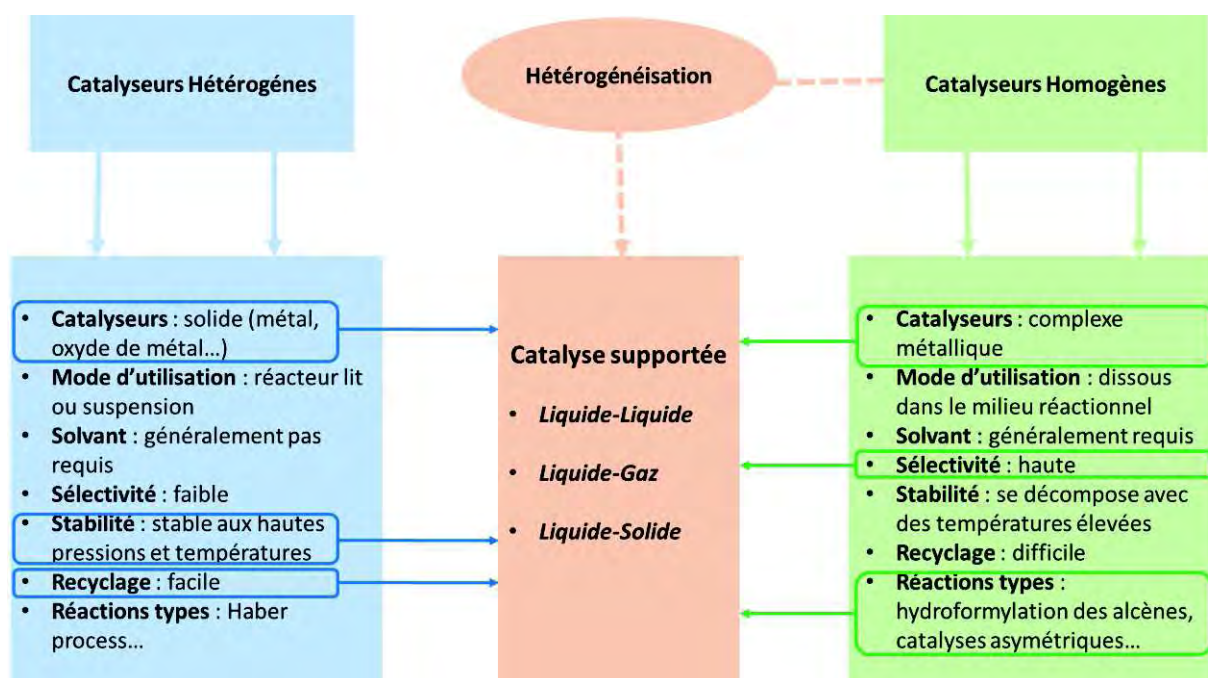 Catalyseurs Hétérogénes
Hétérogénéisation
Catalyseurs Homogènes
• Catalyseurs : solide (métal,
oxyde de métal…)
• Mode d'utilisation : réacteur lit
ou suspension
• Solvant : généralement pas
requis
• Sélectivité : faible
• Stabilité : stable aux hautes
pressions et températures
• Recyclage : facile
• Réactions types : Haber
process…
Catalyse supportée
• Liquide-Liquide
• Liquide-Gaz
• Liquide-Solide
• Catalyseurs : complexe
métallique
• Mode d'utilisation : dissous
dans le milieu réactionnel
• Solvant : généralement requis
• Sélectivité : haute
• Stabilité : se décompose avec
des températures élevées
• Recyclage : difficile
• Réactions types :
hydroformylation des alcènes,
catalyses asymétriques…